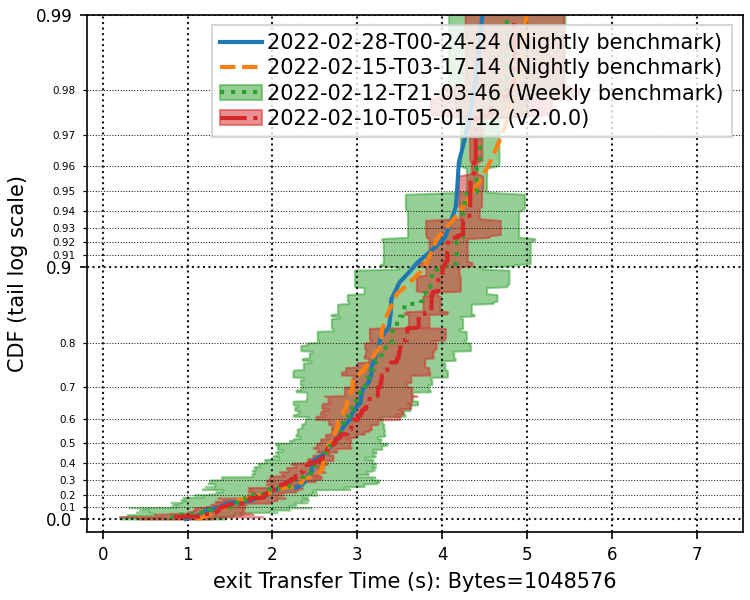 0.99
2022-02-28-T00-24-24 (Nightly benchmark)
2022-02-15-T03-17-14 (Nightly benchmark)
2022-02-12-T21-03-46 (Weekly benchmark)
2022-02-10-T05-01-12 (v2.0.0)
0.98
0.97
0.96
0.95
0.94
0.93
0.92
0.91
0.9
0.8
0.7
0.6
0.5
0.4
0.3
0.2
0.1
0.0
CDF (tail log scale)
0 1 2 3 4 5 6 7
exit Transfer Time (s): Bytes=1048576